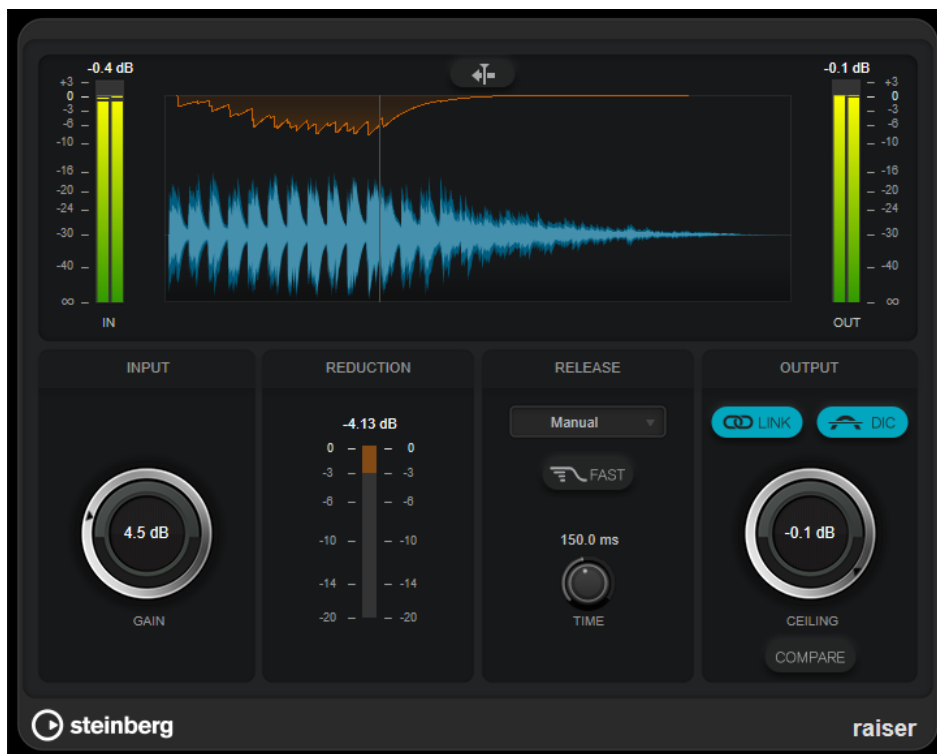 -0.4 dB
-0.1 dB
+3
0
-3
-6
-10
-16
-20
-24
-30
-40
∞
IN
+3
0
-3
-6
-10
-16
-20
-24
-30
-40
∞
OUT
INPUT
4.5 dB
GAIN
REDUCTION
-4.13 dB
0 0
-3 -3
-6 -6
-10 -10
-14 -14
-20 -20
RELEASE
Manual
FAST
150.0 ms
TIME
OUTPUT
LINK DIC
-0.1 dB
CEILING
COMPARE
steinberg
raiser